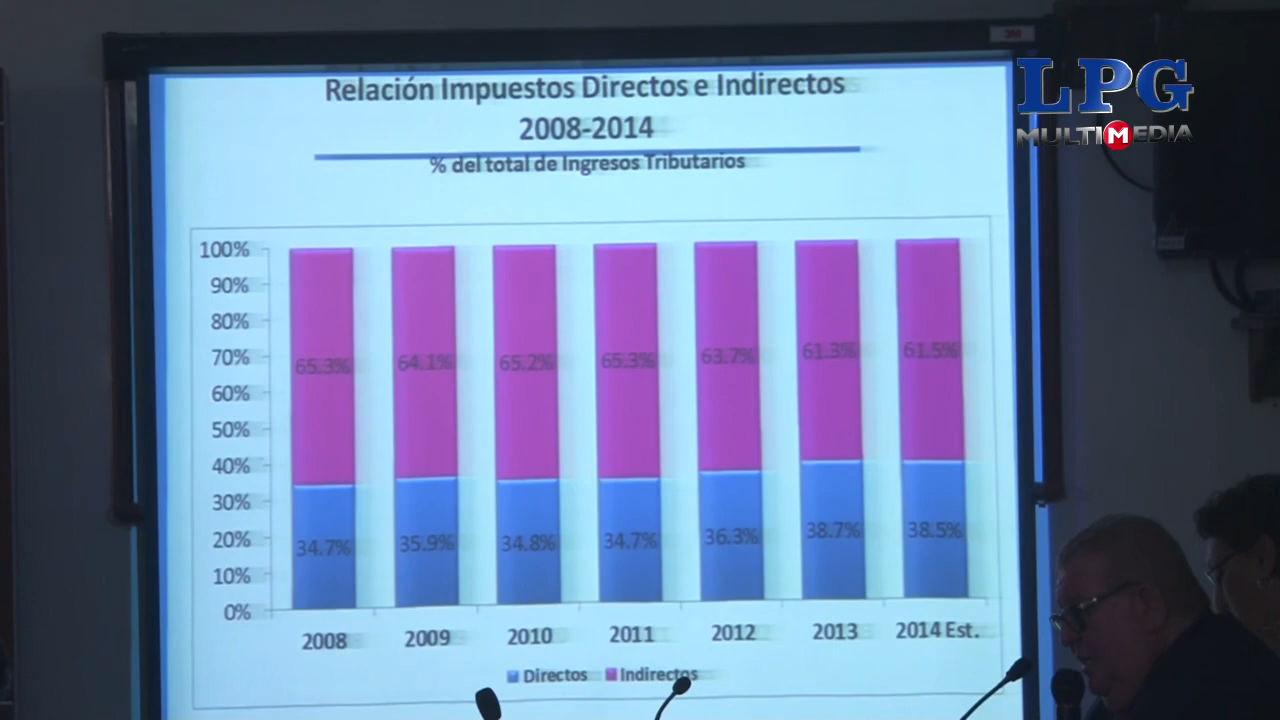 3M
LPG
MULTIMEDIA
Relación Impuestos Directos e Indirectos
2008-2014
% del total de Ingresos Tributarios
100%
90%
80%
70%
60%
50%
40%
30%
20%
10%
0%
65.3% 64.1% 65.2% 65.3% 63.7% 61.3% 61.5%
34.7% 35.9% 34.8% 34.7% 36.3% 38.7% 38.5%
2008 2009 2010 2011 2012 2013 2014 Est.
Directos Indirectos